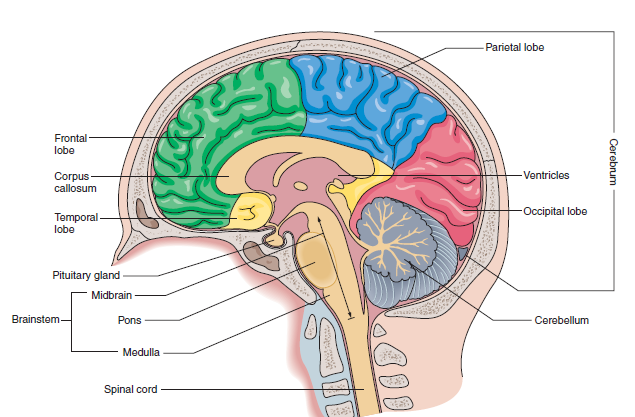 Parietal lobe
Frontal
lobe
Corpus
callosum
Temporal
lobe
Ventricles
Occipital lobe
Cerebrum
Pituitary gland
Midbrain
Brainstem
Pons
Cerebellum
Medulla
Spinal cord